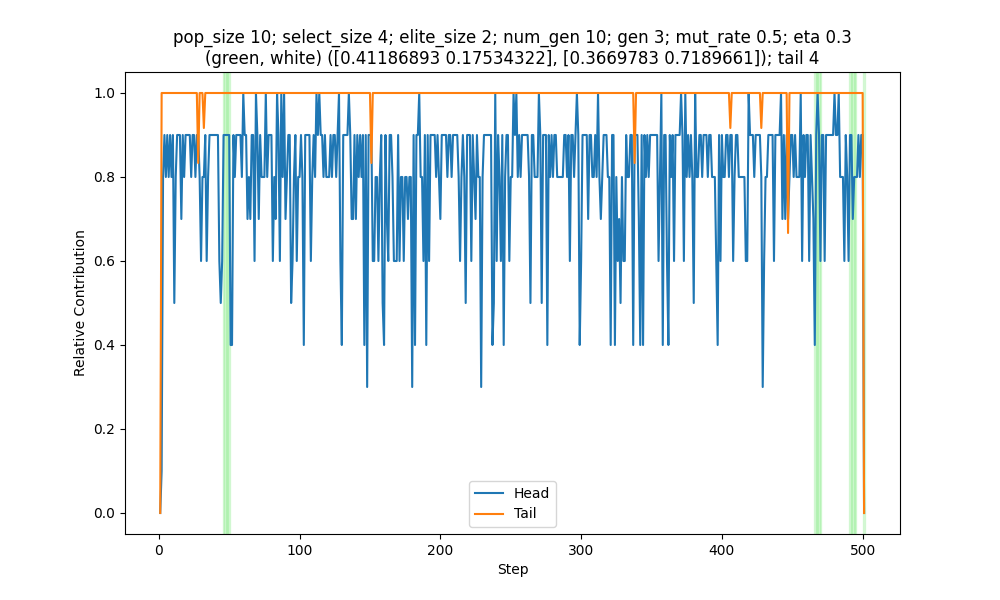 pop_size 10; select_size 4; elite_size 2; num_gen 10; gen 3; mut_rate 0.5; eta 0.3
(green, white) ([0.41186893 0.17534322], [0.3669783 0.7189661]); tail 4
1.0
0.8
0.6
0.4
0.2
0.0
Relative Contribution
Head
Tail
0
100
200
300
400
500
Step